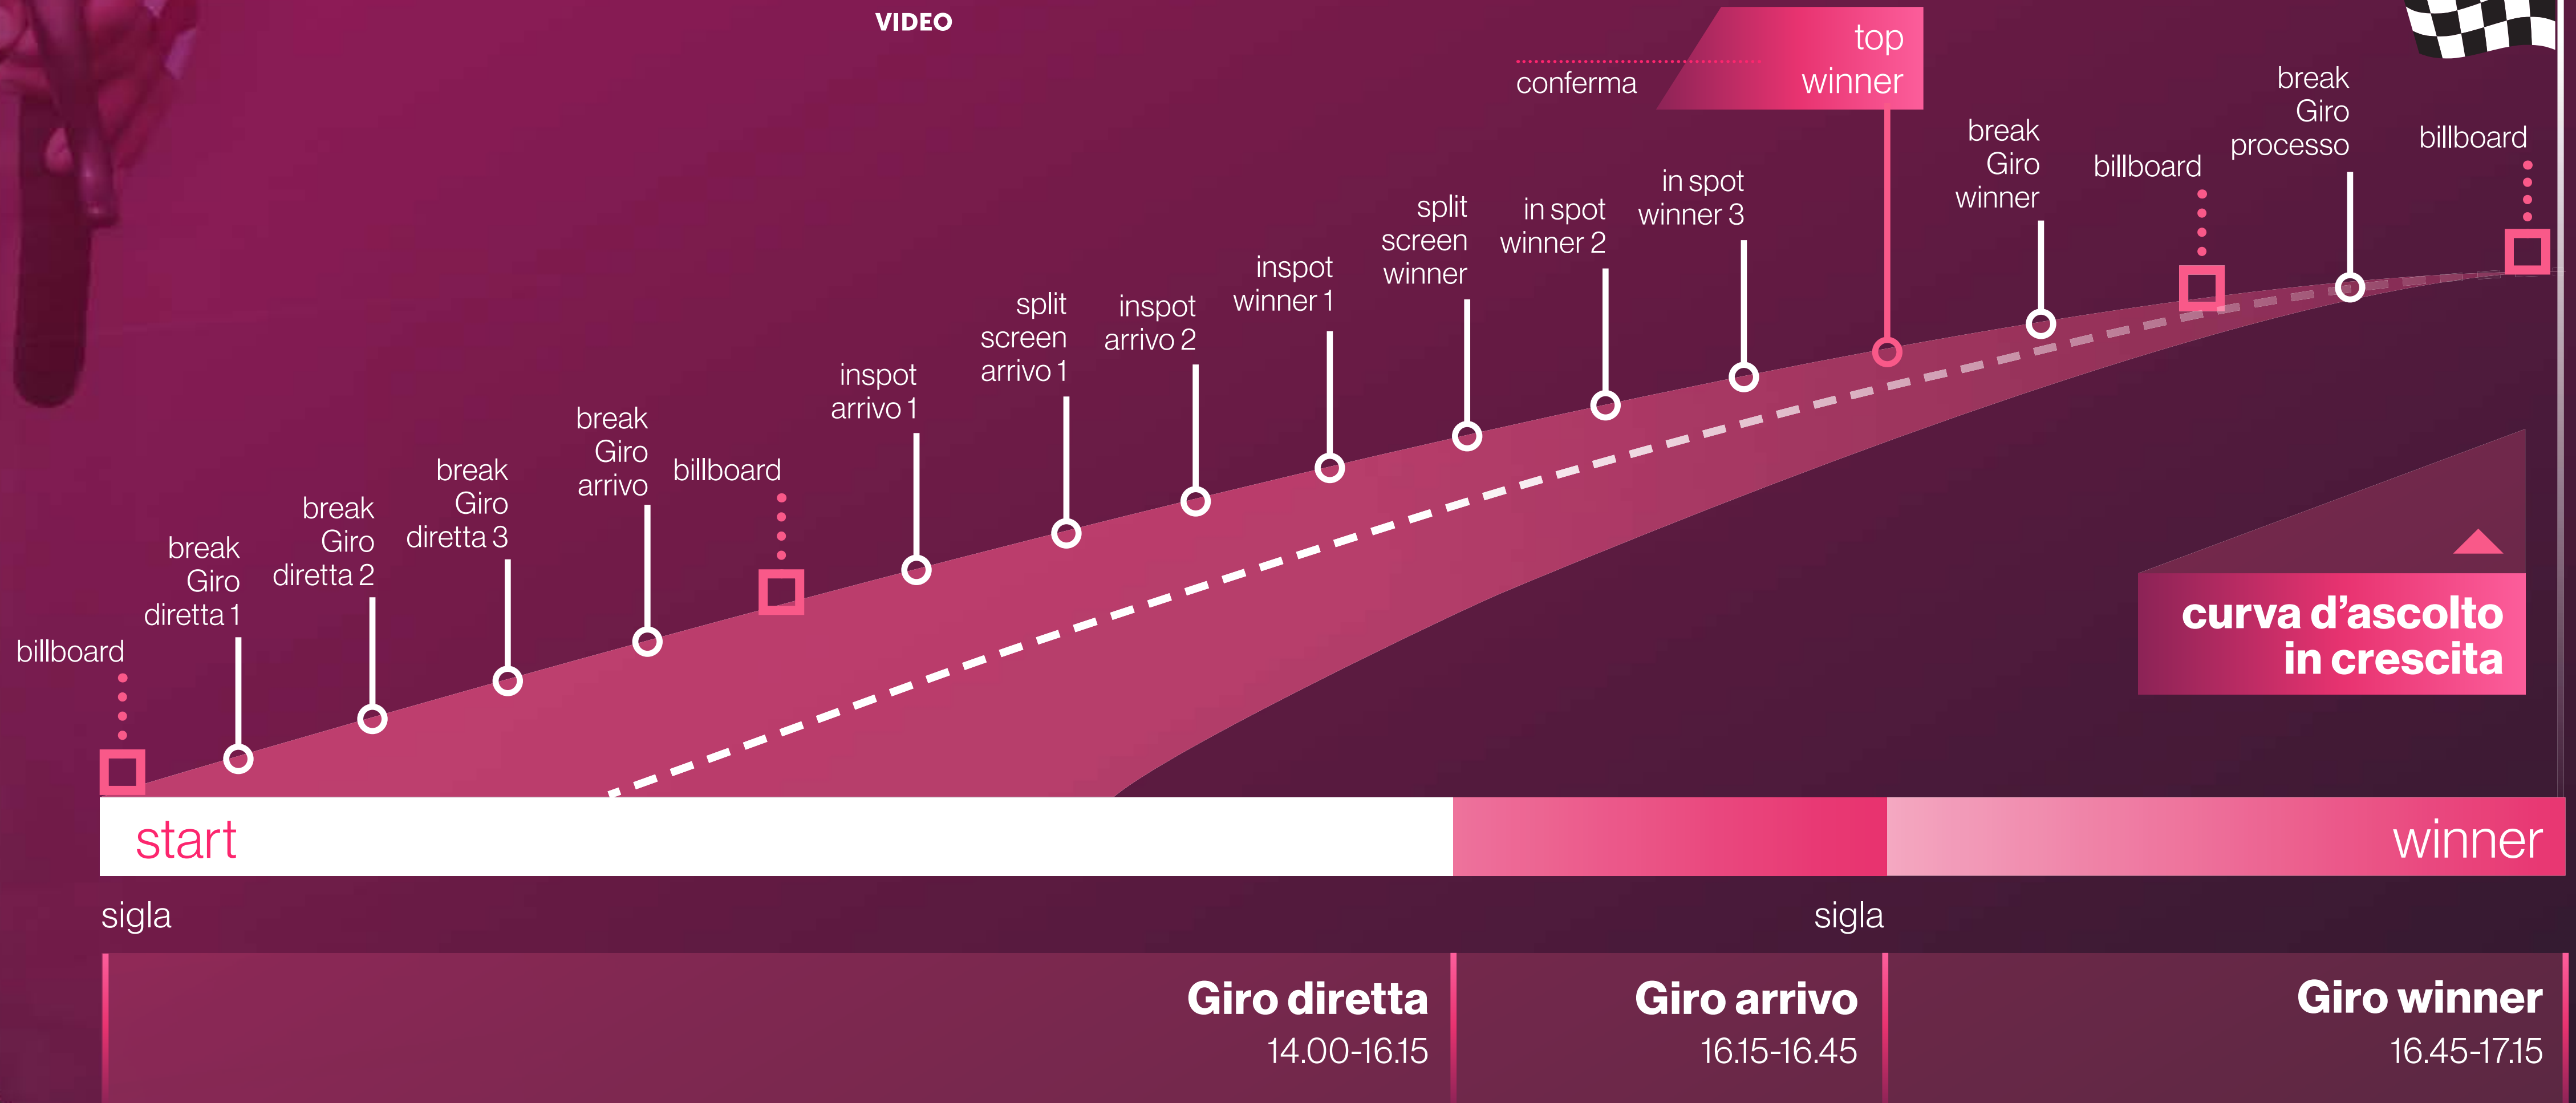 VIDEO
top
winner
conferma
billboard
break
Giro
diretta 1
break
Giro
diretta 2
break
Giro
diretta 3
break
Giro
arrivo
billboard
inspot
arrivo 1
split
screen
arrivo 1
inspot
arrivo 2
inspot
winner 1
split
screen
winner
in spot
winner 2
in spot
winner 3
break
Giro
winner
billboard
break
Giro
processo
billboard
curva d’ascolto
in crescita
start
winner
sigla
sigla
Giro diretta
14.00-16.15
Giro arrivo
16.15-16.45
Giro winner
16.45-17.15